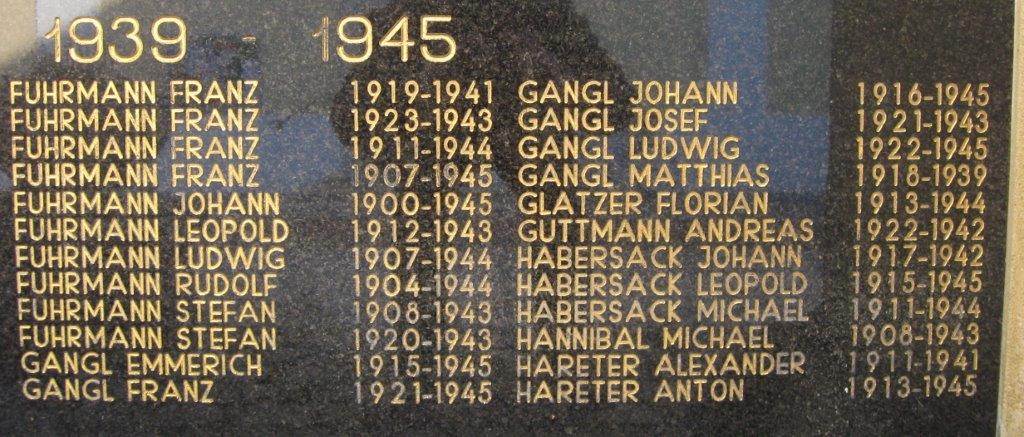 1939 - 1945
FUHRMANN FRANZ 1919-1941
FUHRMANN FRANZ 1923-1943
FUHRMANN FRANZ 1911-1944
FUHRMANN FRANZ 1907-1945
FUHRMANN JOHANN 1900-1945
FUHRMANN LEOPOLD 1912-1943
FUHRMANN LUDWIG 1907-1944
FUHRMANN RUDOLF 1904-1944
FUHRMANN STEFAN 1908-1943
FUHRMANN STEFAN 1920-1943
GANGL EMMERICH 1915-1945
GANGL FRANZ 1921-1945
GANGL JOHANN 1916-1945
GANGL JOSEF 1921-1943
GANGL LUDWIG 1922-1945
GANGL MATTHIAS 1918-1939
GLATZER FLORIAN 1913-1944
GUTTMANN ANDREAS 1922-1942
HABERSACK JOHANN 1917-1942
HABERSACK LEOPOLD 1915-1945
HABERSACK MICHAEL 1911-1944
HANNIBAL MICHAEL 1908-1943
HARETER ALEXANDER 1911-1941
HARETER ANTON 1913-1945